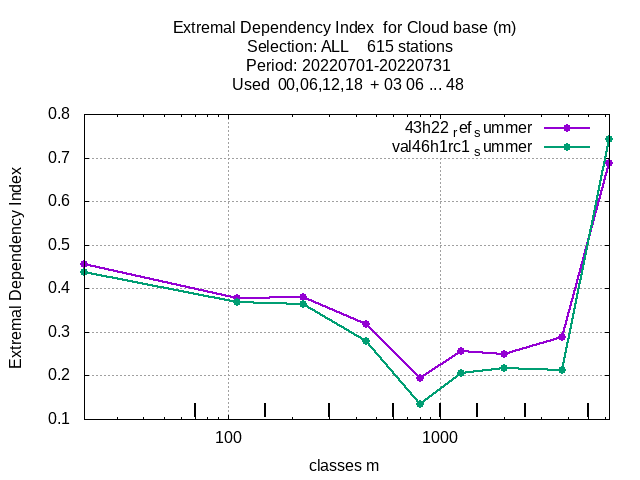 Extremal Dependency Index  for Cloud base (m)
Selection: ALL    615 stations
Period: 20220701-20220731
Used  00,06,12,18  + 03 06 ... 48
43h22 ref summer
val46h1rc1 summer
Extremal Dependency Index
0.8
0.7
0.6
0.5
0.4
0.3
0.2
0.1
100 1000
classes m